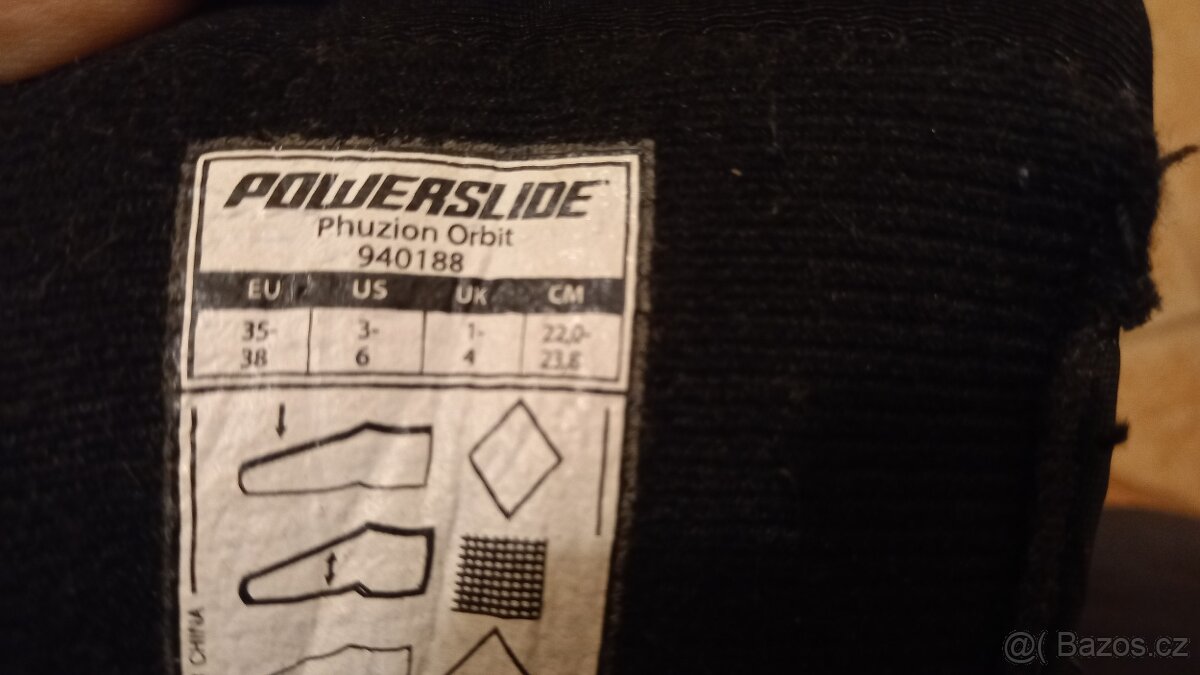 POWERSLIDE
Phuzion Orbit
940188
EU US UK CM
35- 3- 1- 22,0-
38 6 4 23,8
CHINA
@( Bazos.cz